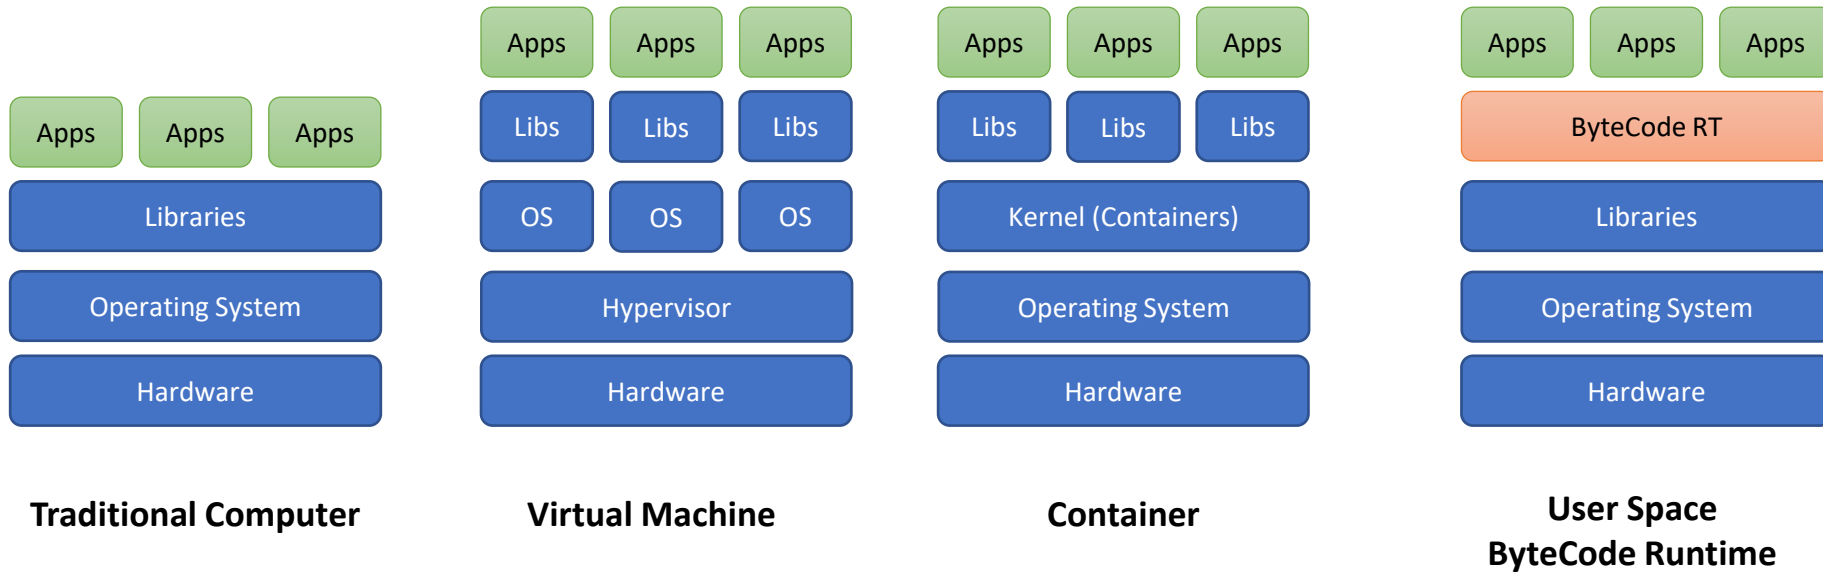 Apps Apps Apps
Libraries
Operating System
Hardware
Traditional Computer
Apps Apps Apps
Libs Libs Libs
OS OS OS
Hypervisor
Hardware
Virtual Machine
Apps Apps Apps
Libs Libs Libs
Kernel (Containers)
Operating System
Hardware
Container
Apps Apps Apps
ByteCode RT
Libraries
Operating System
Hardware
User Space
ByteCode Runtime